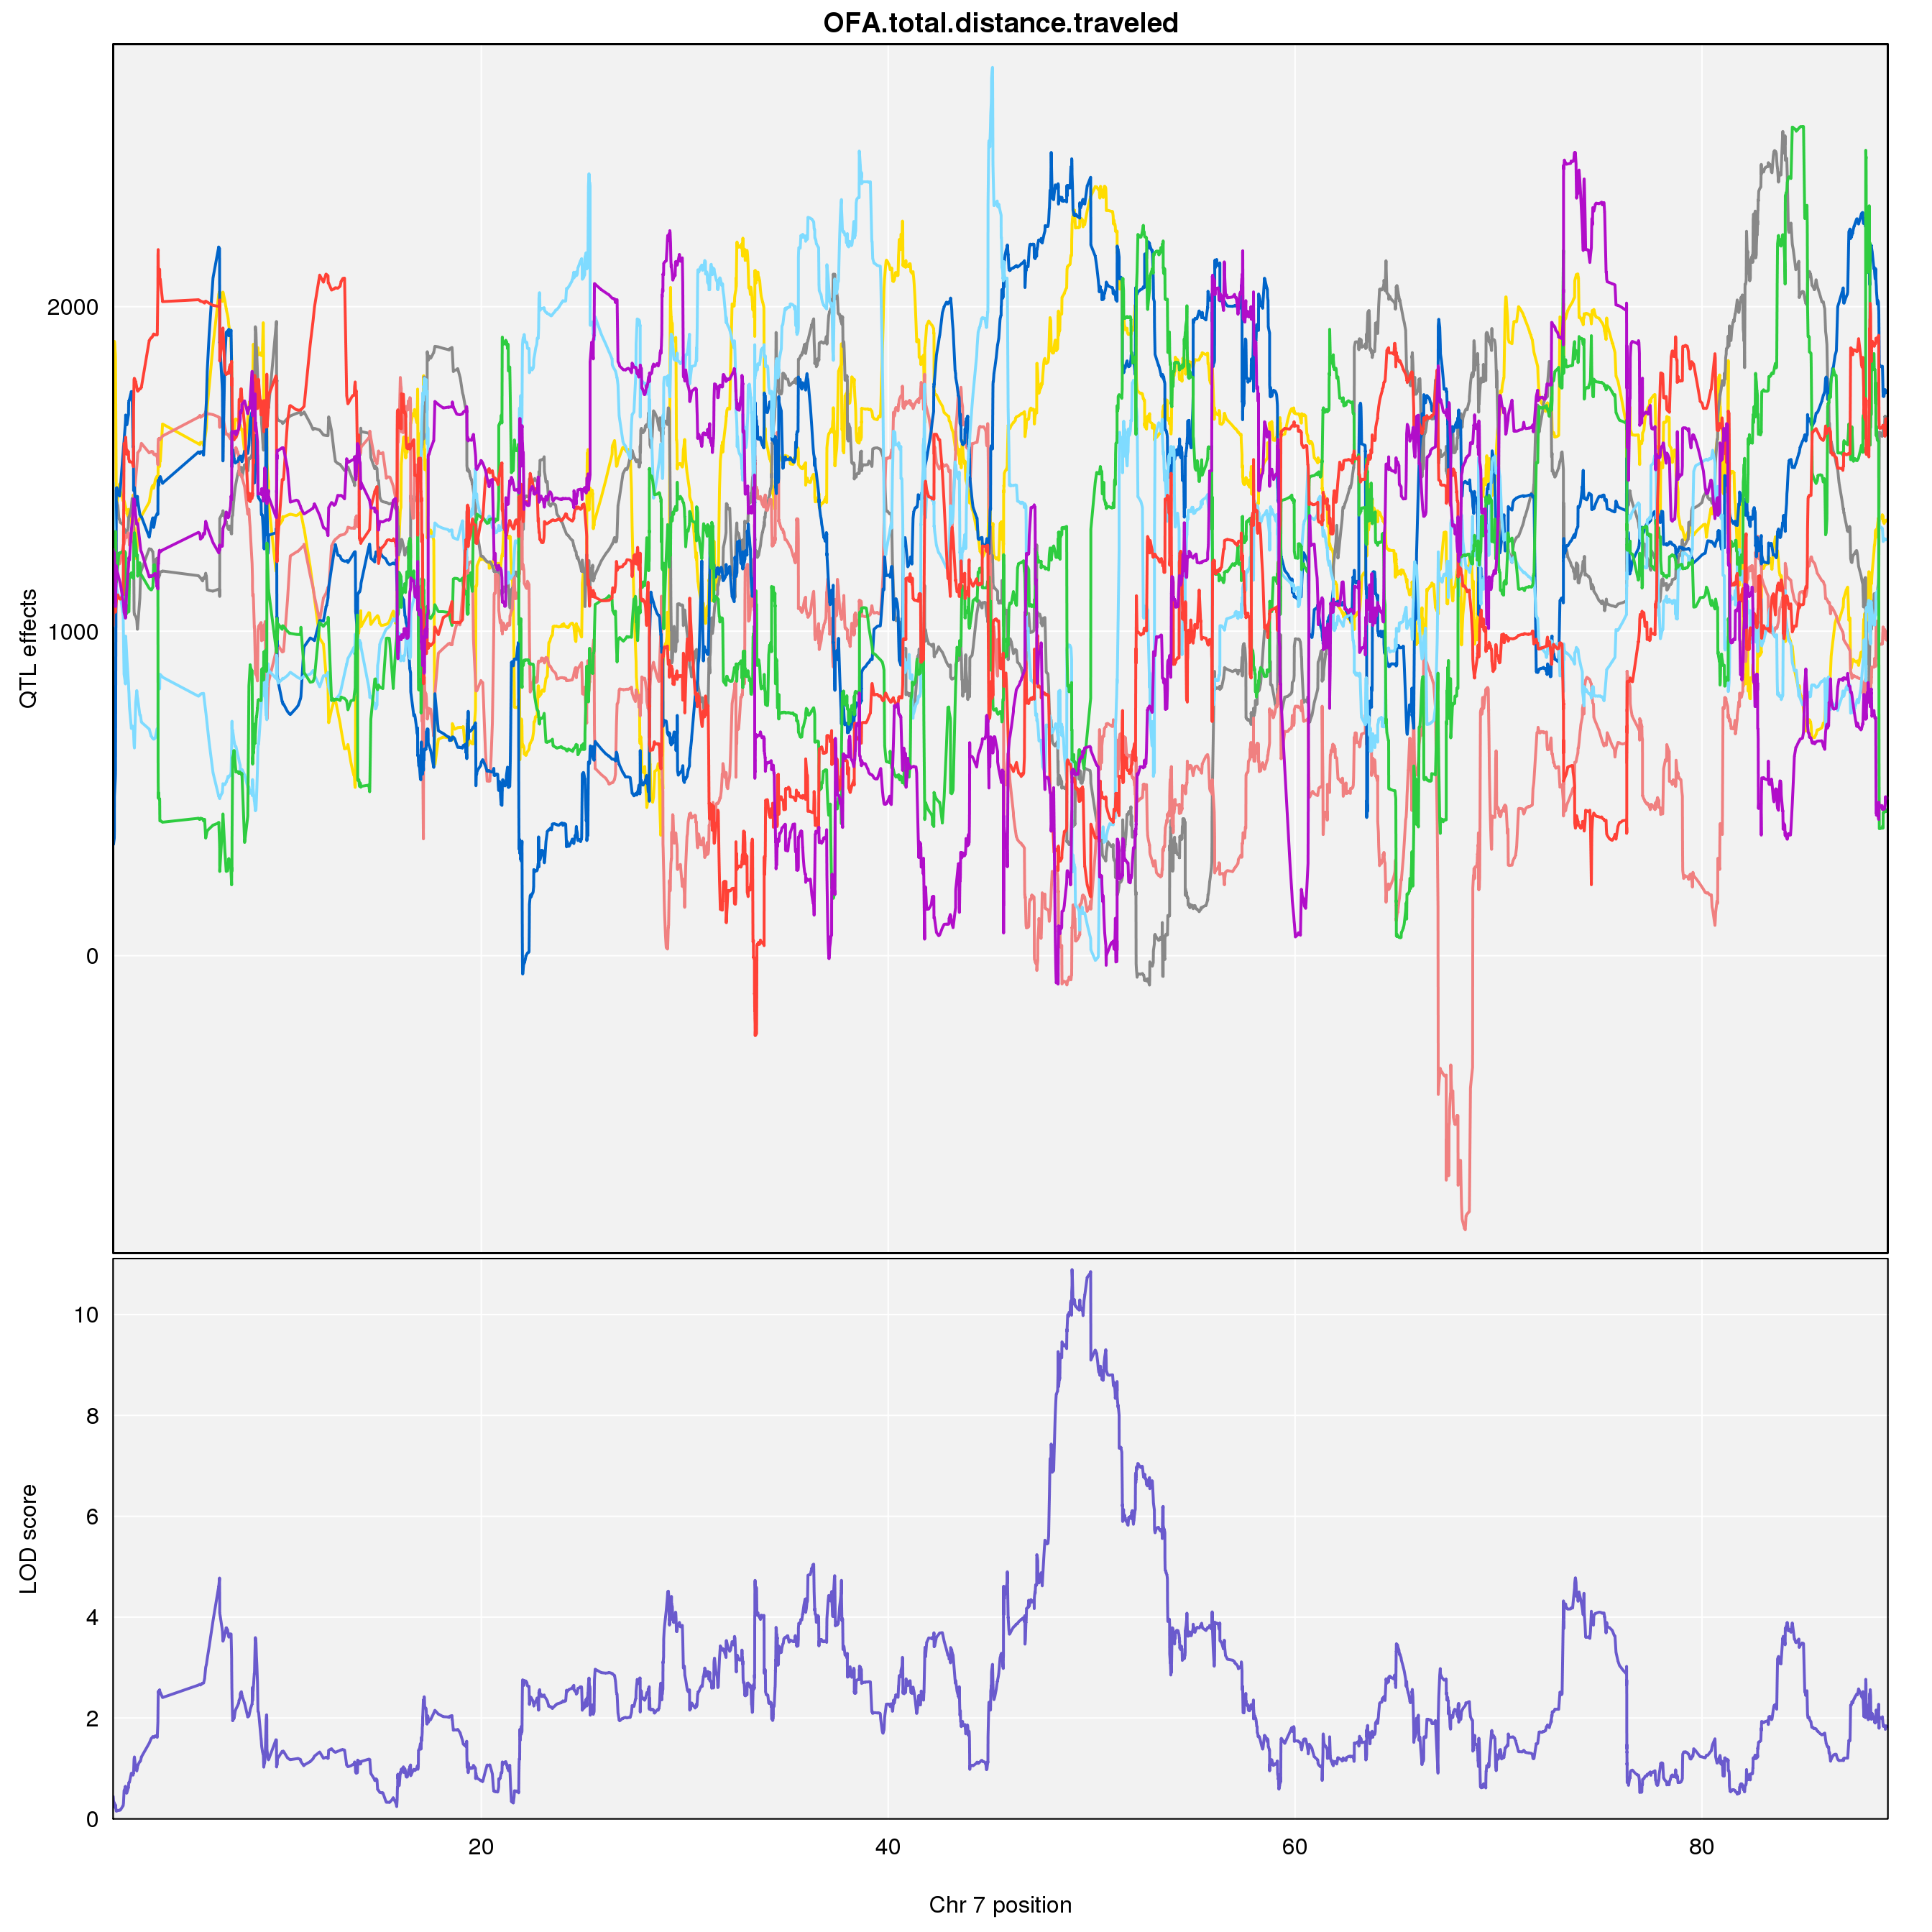 OFA.total.distance.traveled
QTL effects
2000
1000
0
LOD score
10
8
6
4
2
0
20 40 60 80
Chr 7 position